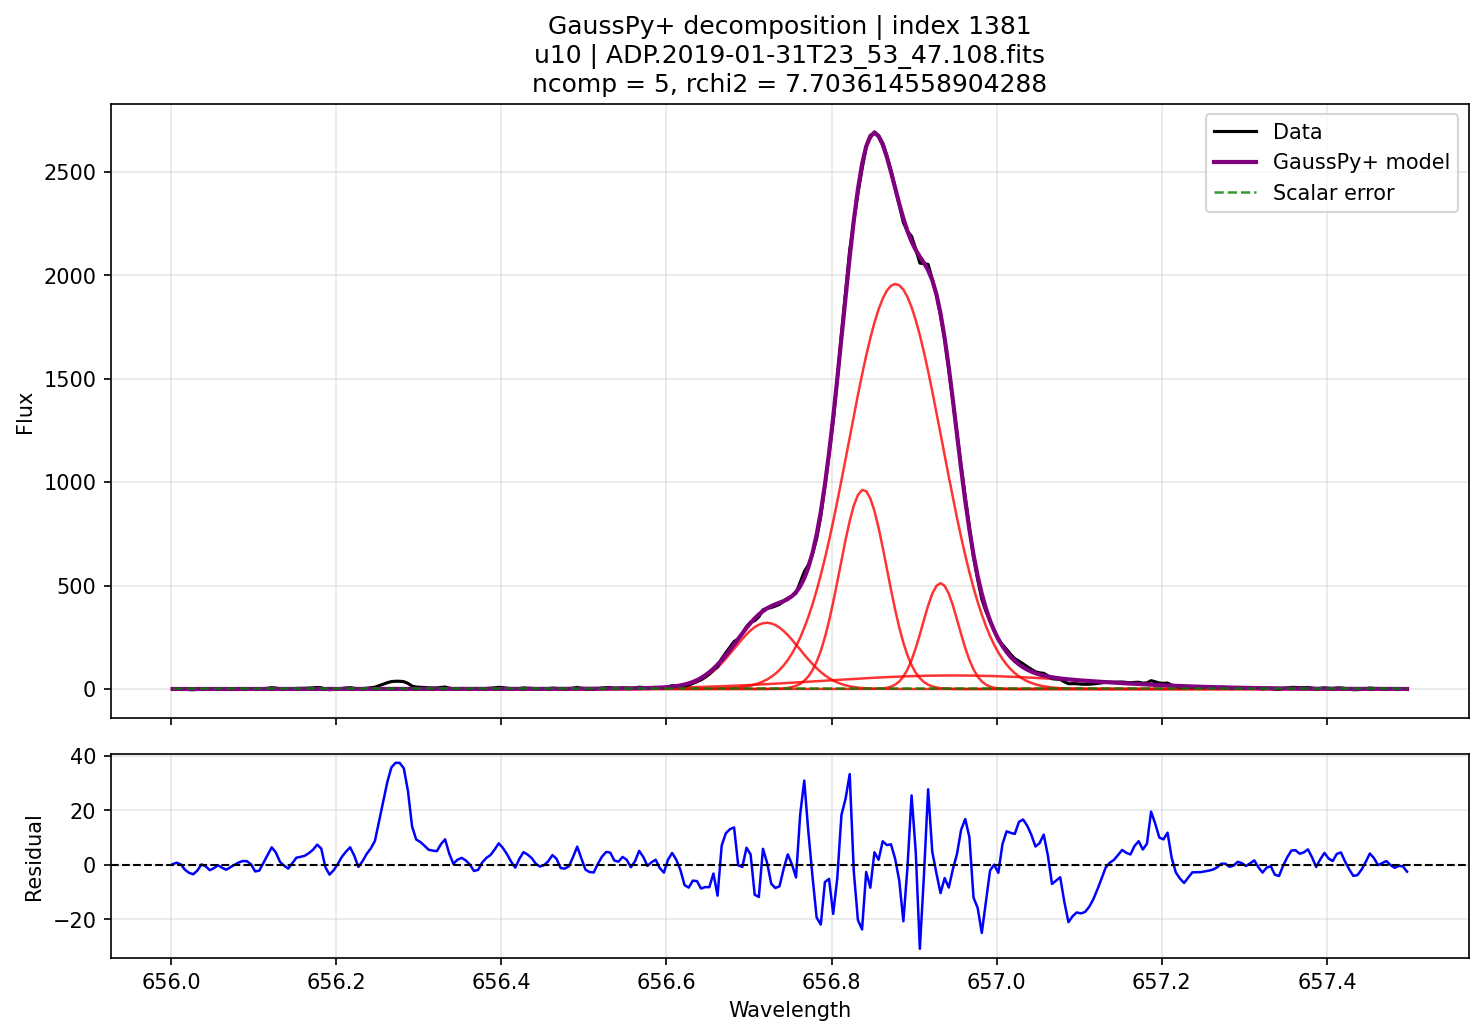 GaussPy+ decomposition | index 1381
u10 | ADP.2019-01-31T23_53_47.108.fits
ncomp = 5, rchi2 = 7.703614558904288
Data
GaussPy+ model
Scalar error
Flux
2500
2000
1500
1000
500
0
Residual
40
20
0
−20
656.0 656.2 656.4 656.6 656.8 657.0 657.2 657.4
Wavelength